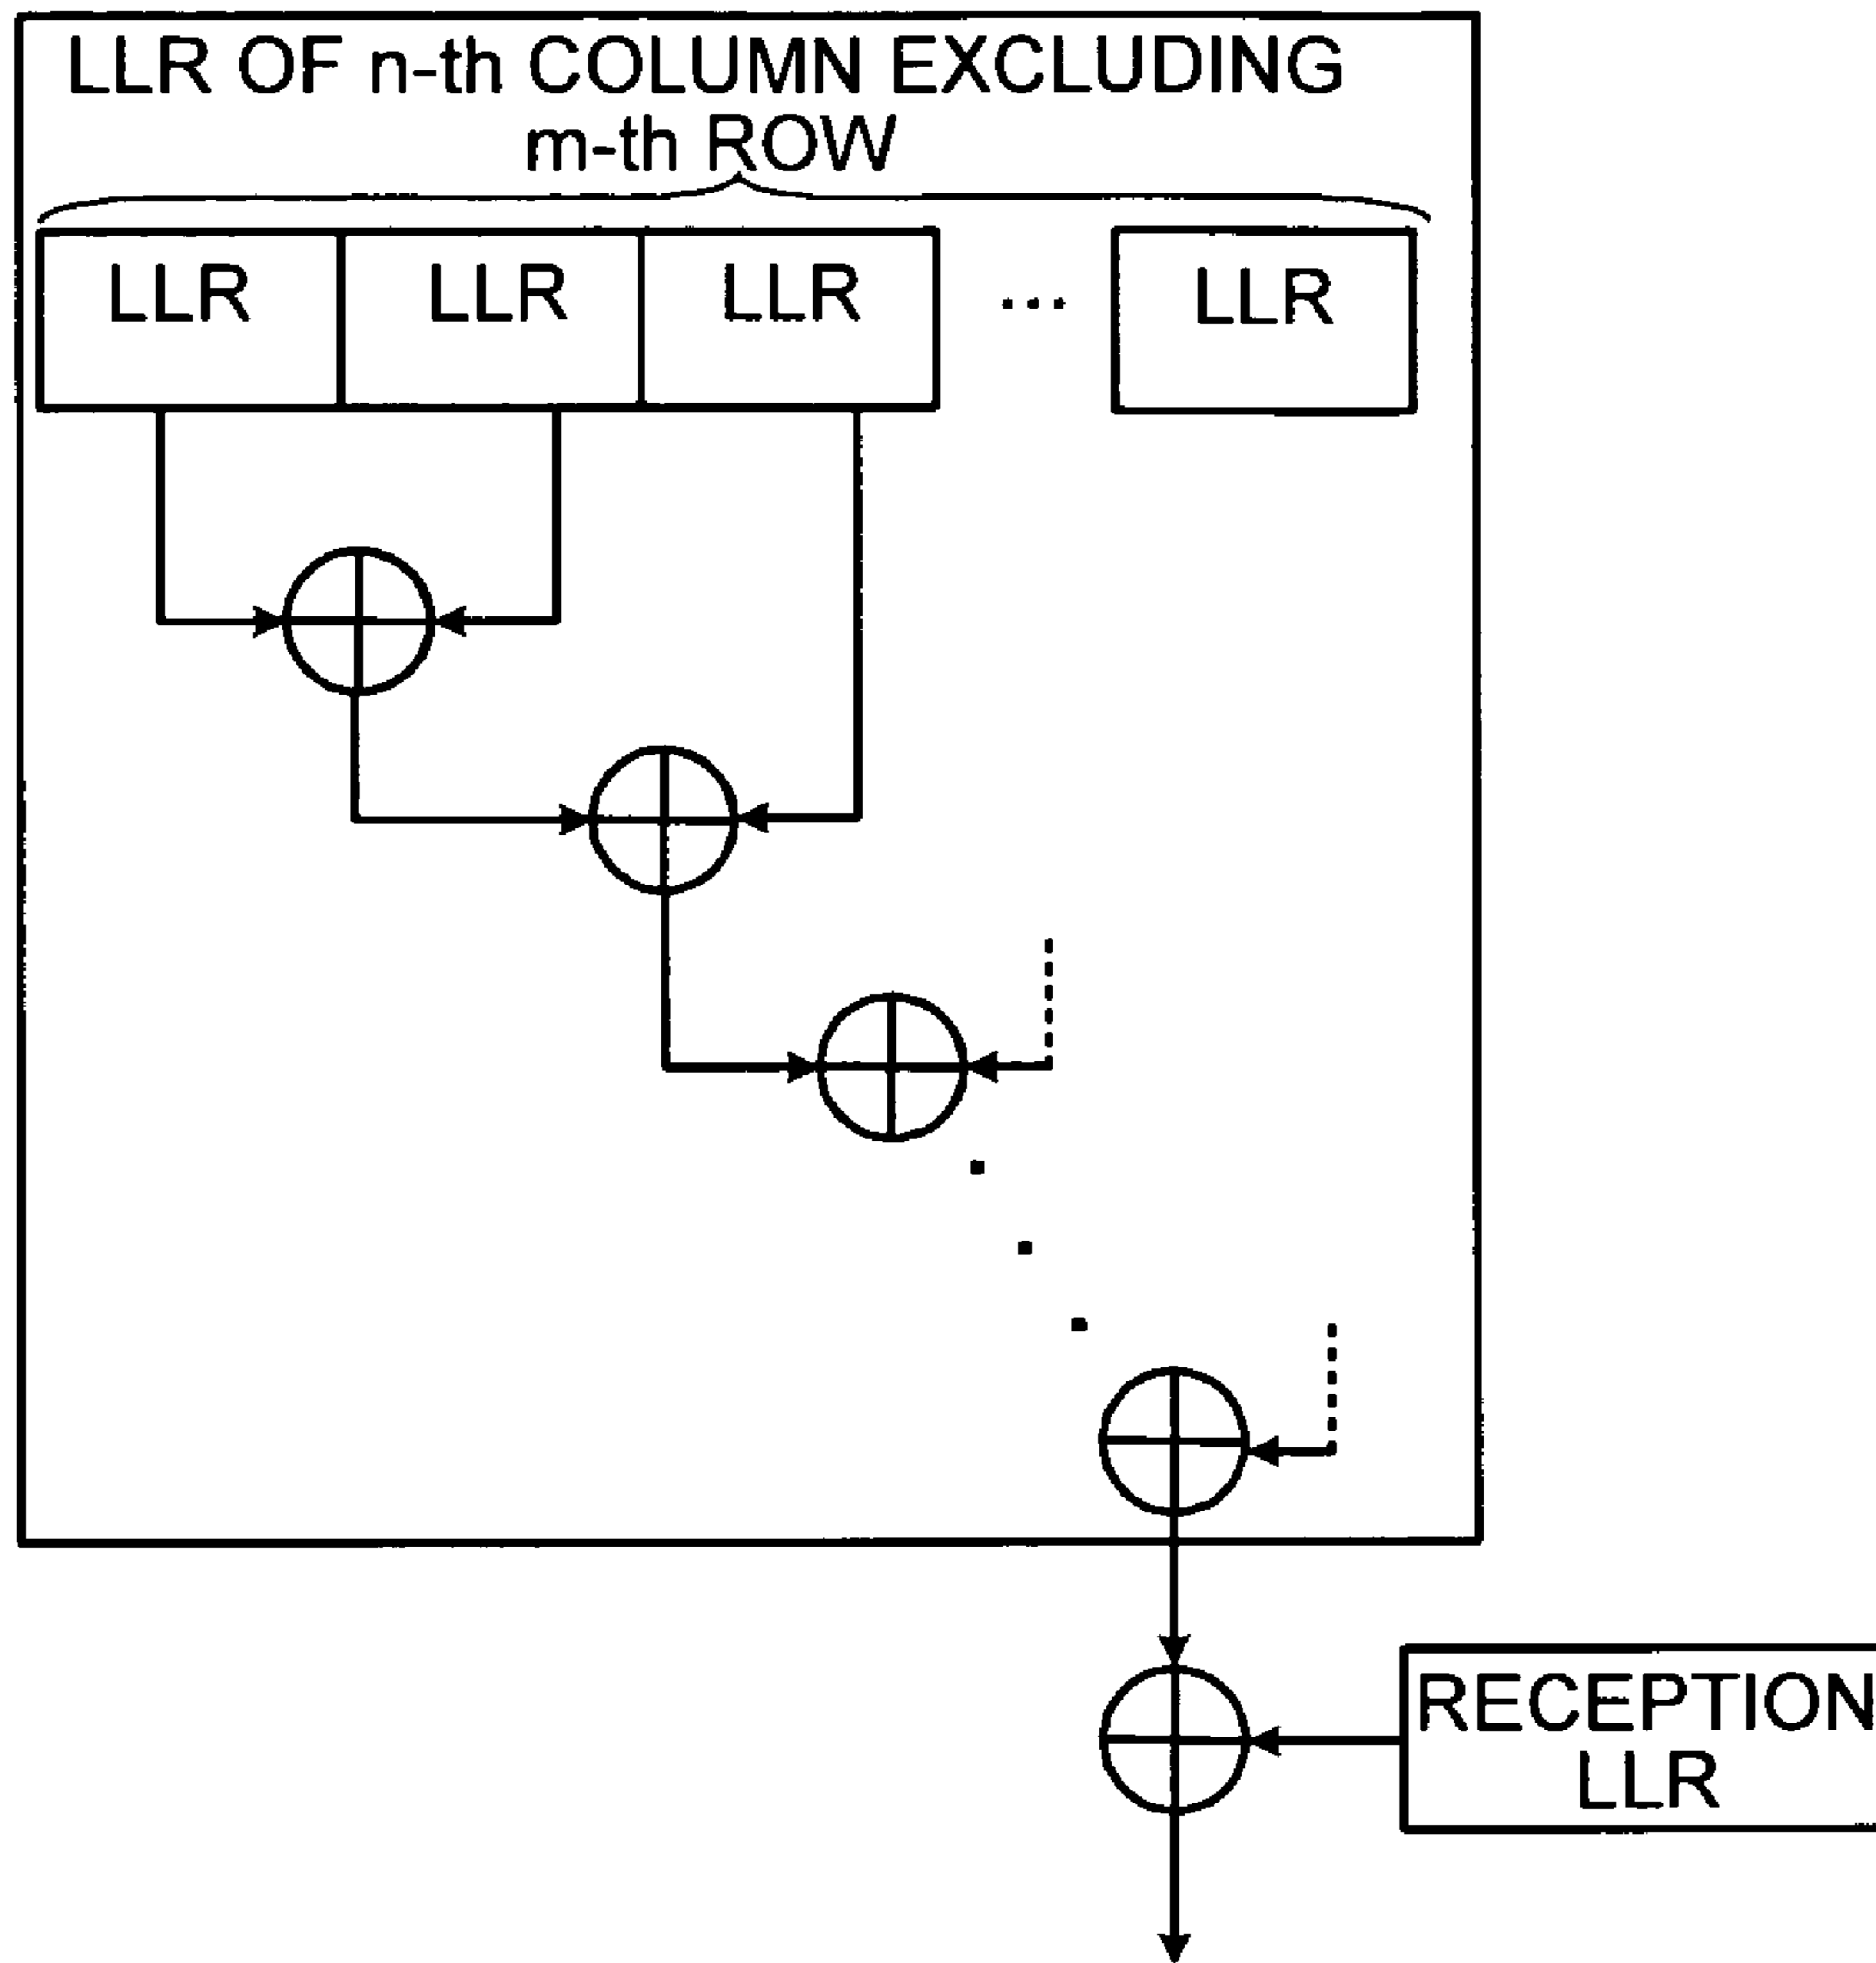 LLR OF n-th COLUMN EXCLUDING
m-th ROW
LLR LLR LLR ... LLR
RECEPTION
LLR